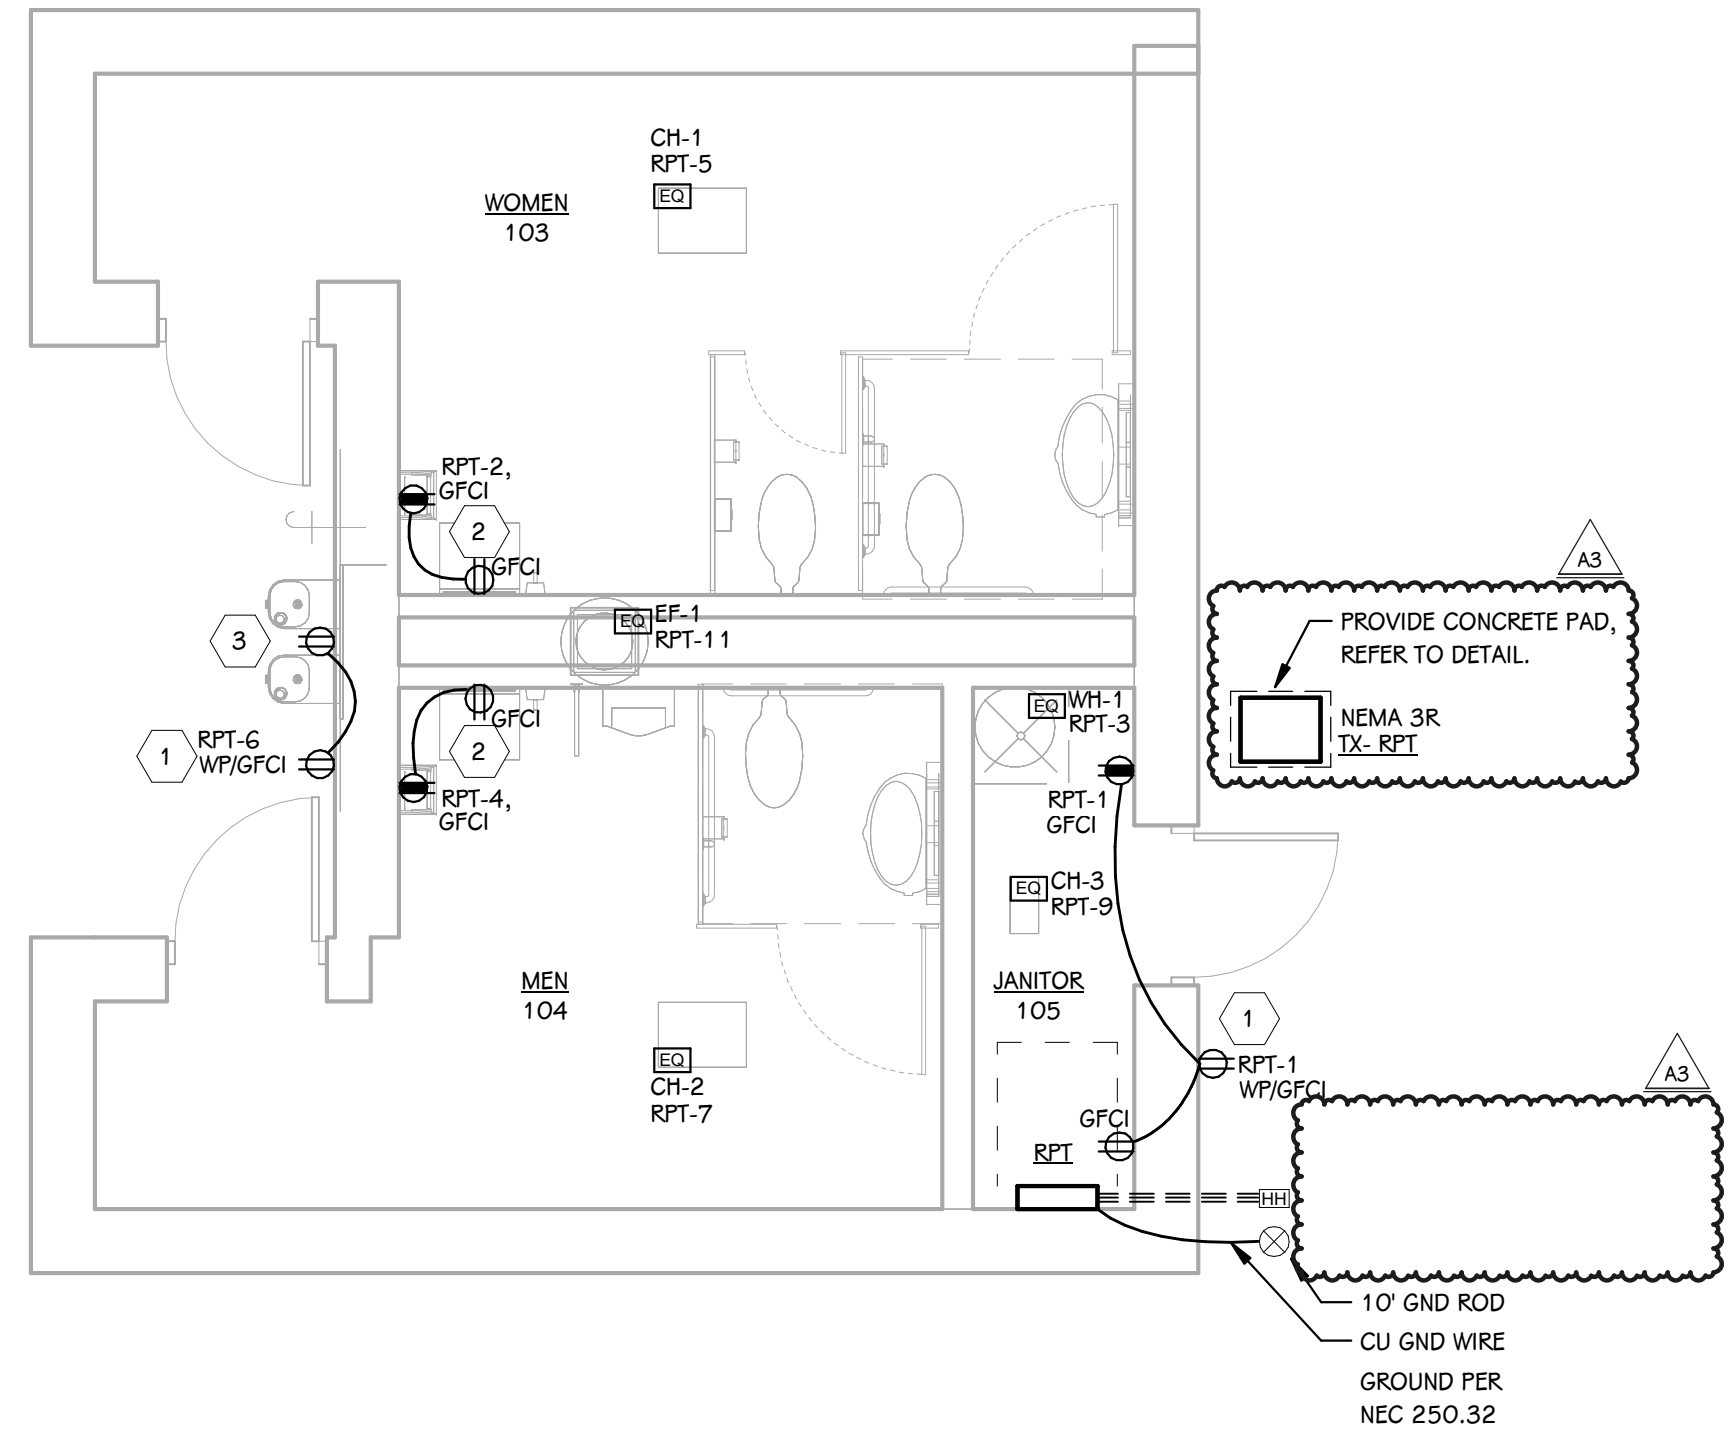 CH-1
RPT-5
EQ
WOMEN
103
RPT-2,
GFCI
2
GFCI
A3
PROVIDE CONCRETE PAD,
REFER TO DETAIL.
NEMA 3R
TX- RPT
EQ
EF-1
RPT-11
3
1
RPT-6
WP/GFCI
GFCI
2
RPT-4,
GFCI
EQ
WH-1
RPT-3
RPT-1
GFCI
EQ
CH-3
RPT-9
MEN
104
JANITOR
105
EQ
CH-2
RPT-7
1
RPT-1
WP/GFCI
A3
GFCI
RPT
HH
10' GND ROD
CU GND WIRE
GROUND PER
NEC 250.32